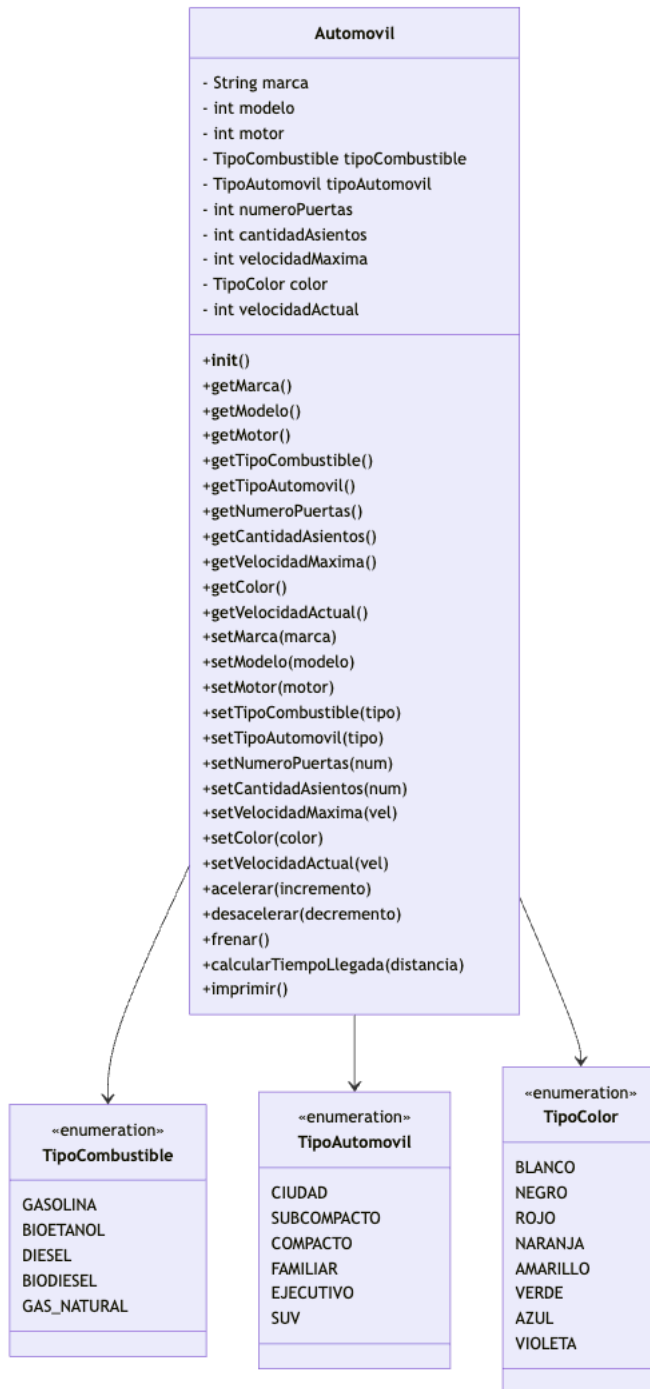 Automovil
- String marca
- int modelo
- int motor
- TipoCombustible tipoCombustible
- TipoAutomovil tipoAutomovil
- int numeroPuertas
- int cantidadAsientos
- int velocidadMaxima
- TipoColor color
- int velocidadActual
+init()
+getMarca()
+getModelo()
+getMotor()
+getTipoCombustible()
+getTipoAutomovil()
+getNumeroPuertas()
+getCantidadAsientos()
+getVelocidadMaxima()
+getColor()
+getVelocidadActual()
+setMarca(marca)
+setModelo(modelo)
+setMotor(motor)
+setTipoCombustible(tipo)
+setTipoAutomovil(tipo)
+setNumeroPuertas(num)
+setCantidadAsientos(num)
+setVelocidadMaxima(vel)
+setColor(color)
+setVelocidadActual(vel)
+acelerar(incremento)
+desacelerar(decremento)
+frenar()
+calcularTiempoLlegada(distancia)
+imprimir()
«enumeration»
TipoCombustible
GASOLINA
BIOETANOL
DIESEL
BIODIESEL
GAS_NATURAL
«enumeration»
TipoAutomovil
CIUDAD
SUBCOMPACTO
COMPACTO
FAMILIAR
EJECUTIVO
SUV
«enumeration»
TipoColor
BLANCO
NEGRO
ROJO
NARANJA
AMARILLO
VERDE
AZUL
VIOLETA